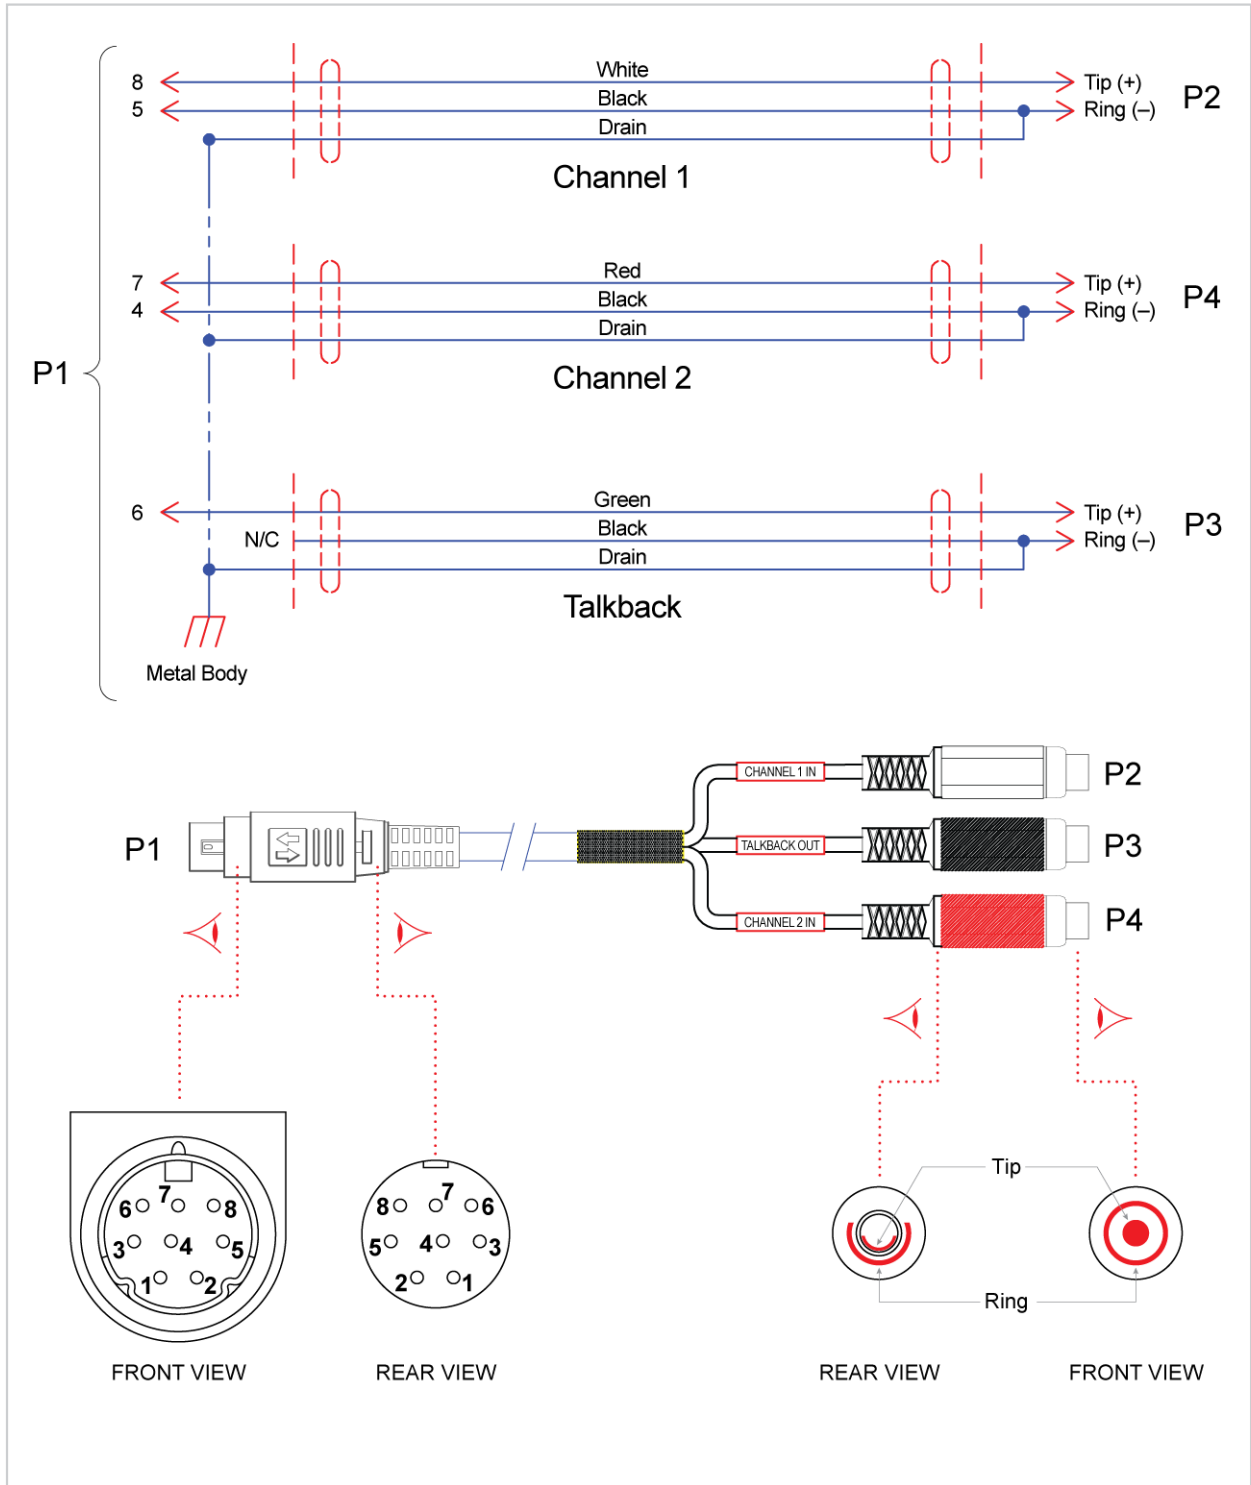 8 White Tip (+)
5 Black Ring (–) P2
Drain
Channel 1
7 Red Tip (+)
4 Black Ring (–) P4
Drain
Channel 2
P1
6 Green Tip (+)
N/C Black Ring (–) P3
Drain
Talkback
Metal Body
CHANNEL 1 IN P2
P1 TALKBACK OUT P3
CHANNEL 2 IN P4
Tip
6 7 8
3 4 5
1 2
8 7 6
5 4 3
2 1
Ring
FRONT VIEW REAR VIEW REAR VIEW FRONT VIEW